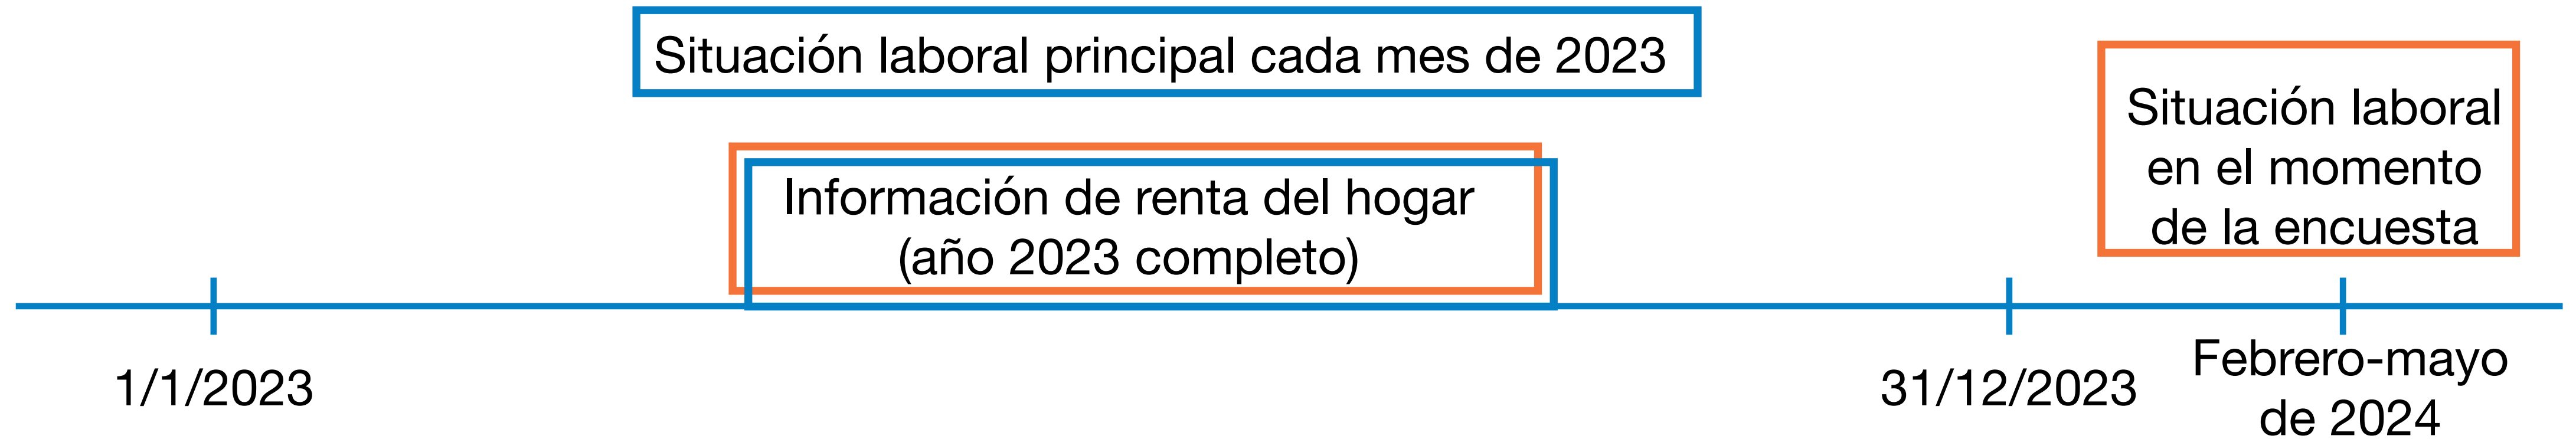 Situación laboral principal cada mes de 2023
Situación laboral
en el momento
de la encuesta
Información de renta del hogar
(año 2023 completo)
1/1/2023
31/12/2023
Febrero-mayo
de 2024